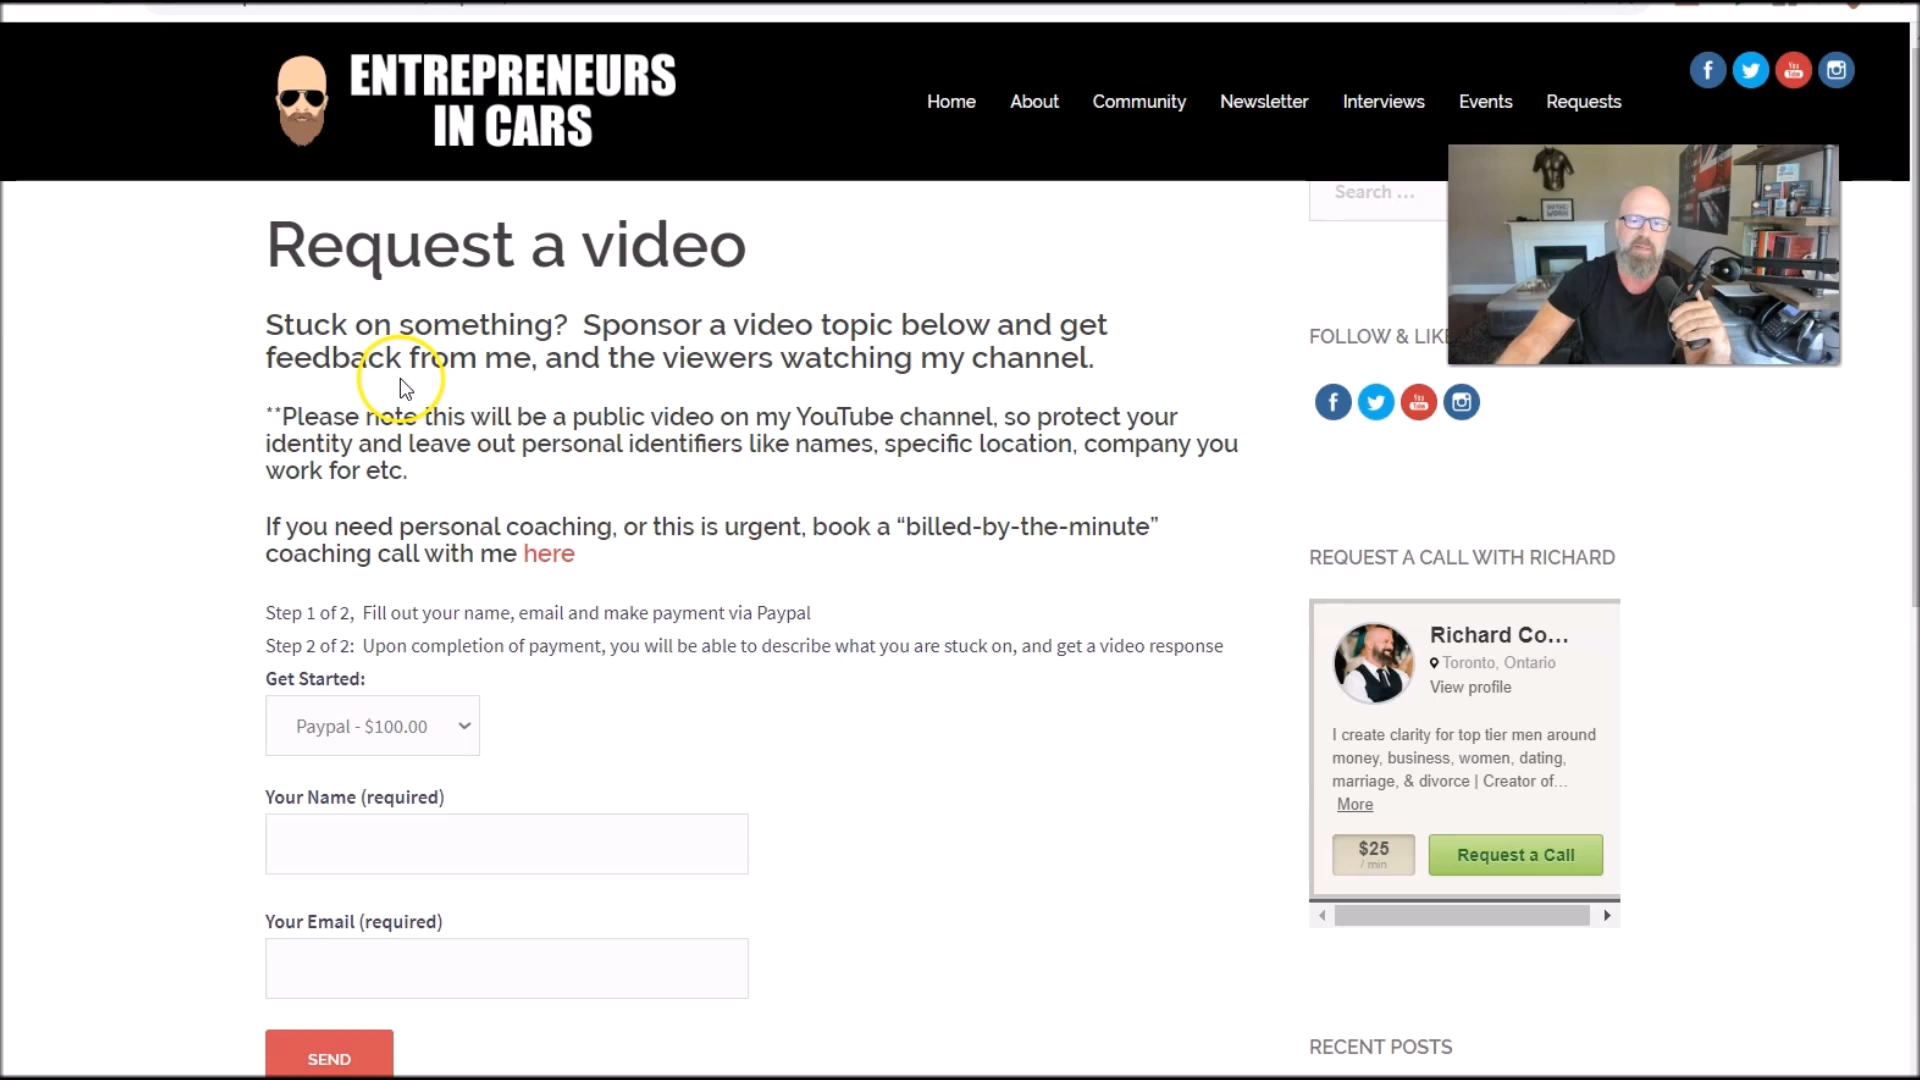 ENTREPRENEURS
IN CARS
Home About Community Newsletter Interviews Events Requests
Search ...
Request a video
Stuck on something? Sponsor a video topic below and get
feedback from me, and the viewers watching my channel.
**Please note this will be a public video on my YouTube channel, so protect your
identity and leave out personal identifiers like names, specific location, company you
work for etc.
If you need personal coaching, or this is urgent, book a “billed-by-the-minute”
coaching call with me here
Step 1 of 2, Fill out your name, email and make payment via Paypal
Step 2 of 2: Upon completion of payment, you will be able to describe what you are stuck on, and get a video response
Get Started:
Paypal - $100.00
Your Name (required)
Your Email (required)
SEND
FOLLOW & LIKE
REQUEST A CALL WITH RICHARD
Richard Co...
Toronto, Ontario
View profile
I create clarity for top tier men around
money, business, women, dating,
marriage, & divorce | Creator of...
More
$25
/ min
Request a Call
RECENT POSTS